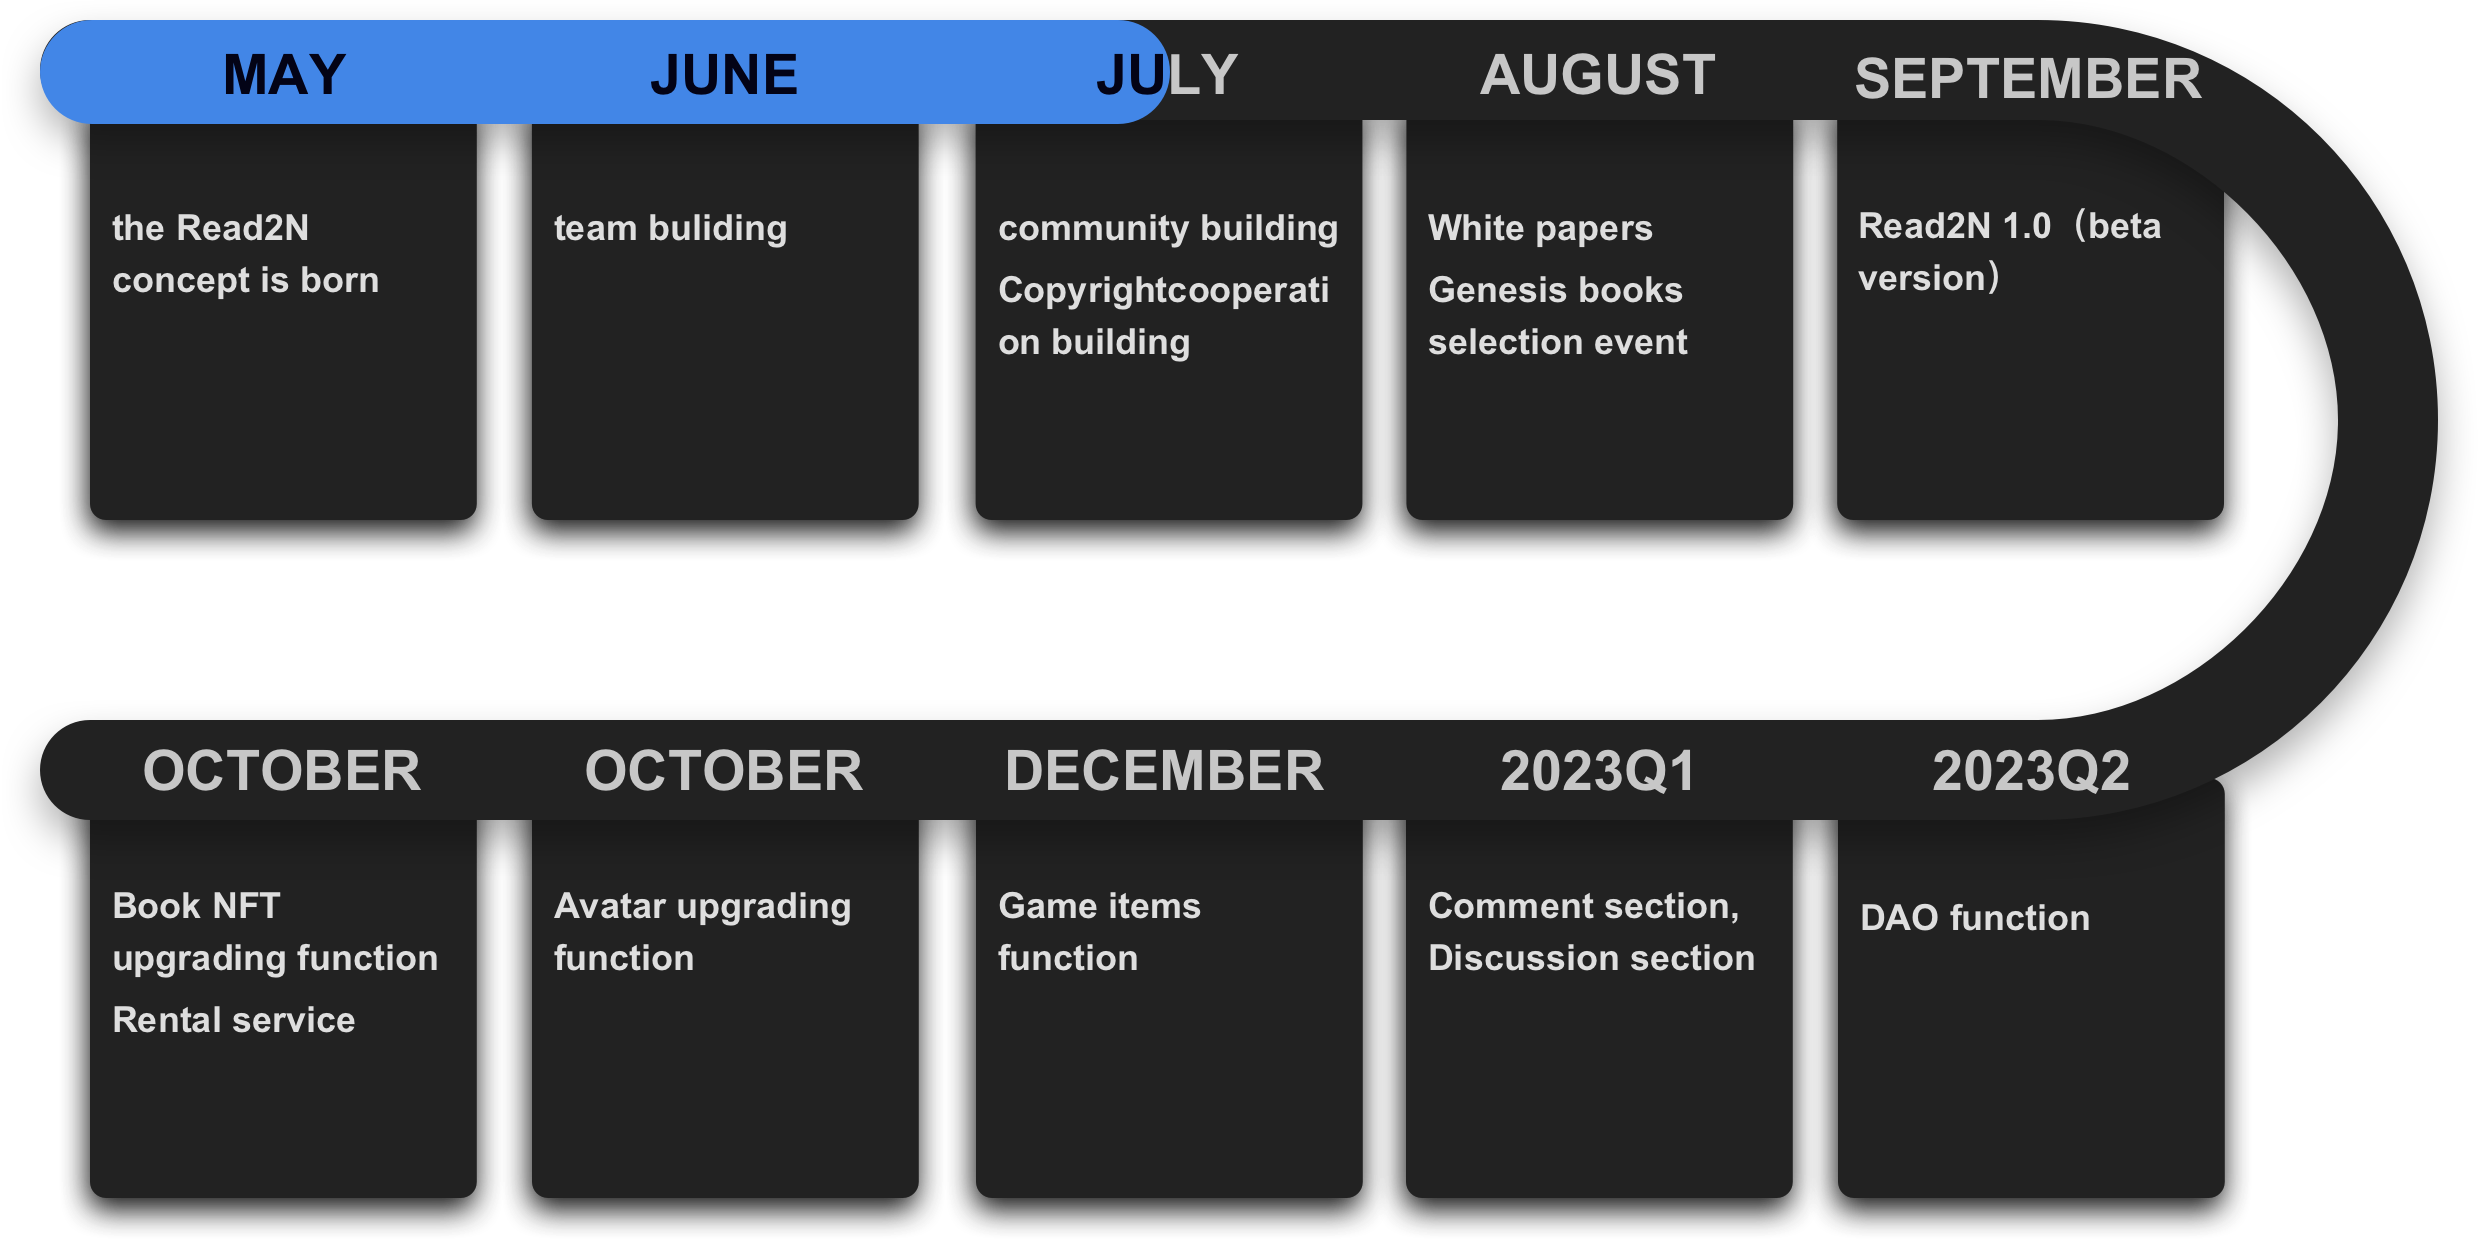 MAY
JUNE
JULY
AUGUST
SEPTEMBER
the Read2N
concept is born
team buliding
community building
Copyrightcooperati
on building
White papers
Genesis books
selection event
Read2N 1.0（beta
version）
OCTOBER
OCTOBER
DECEMBER
2023Q1
2023Q2
Book NFT
upgrading function
Rental service
Avatar upgrading
function
Game items
function
Comment section,
Discussion section
DAO function